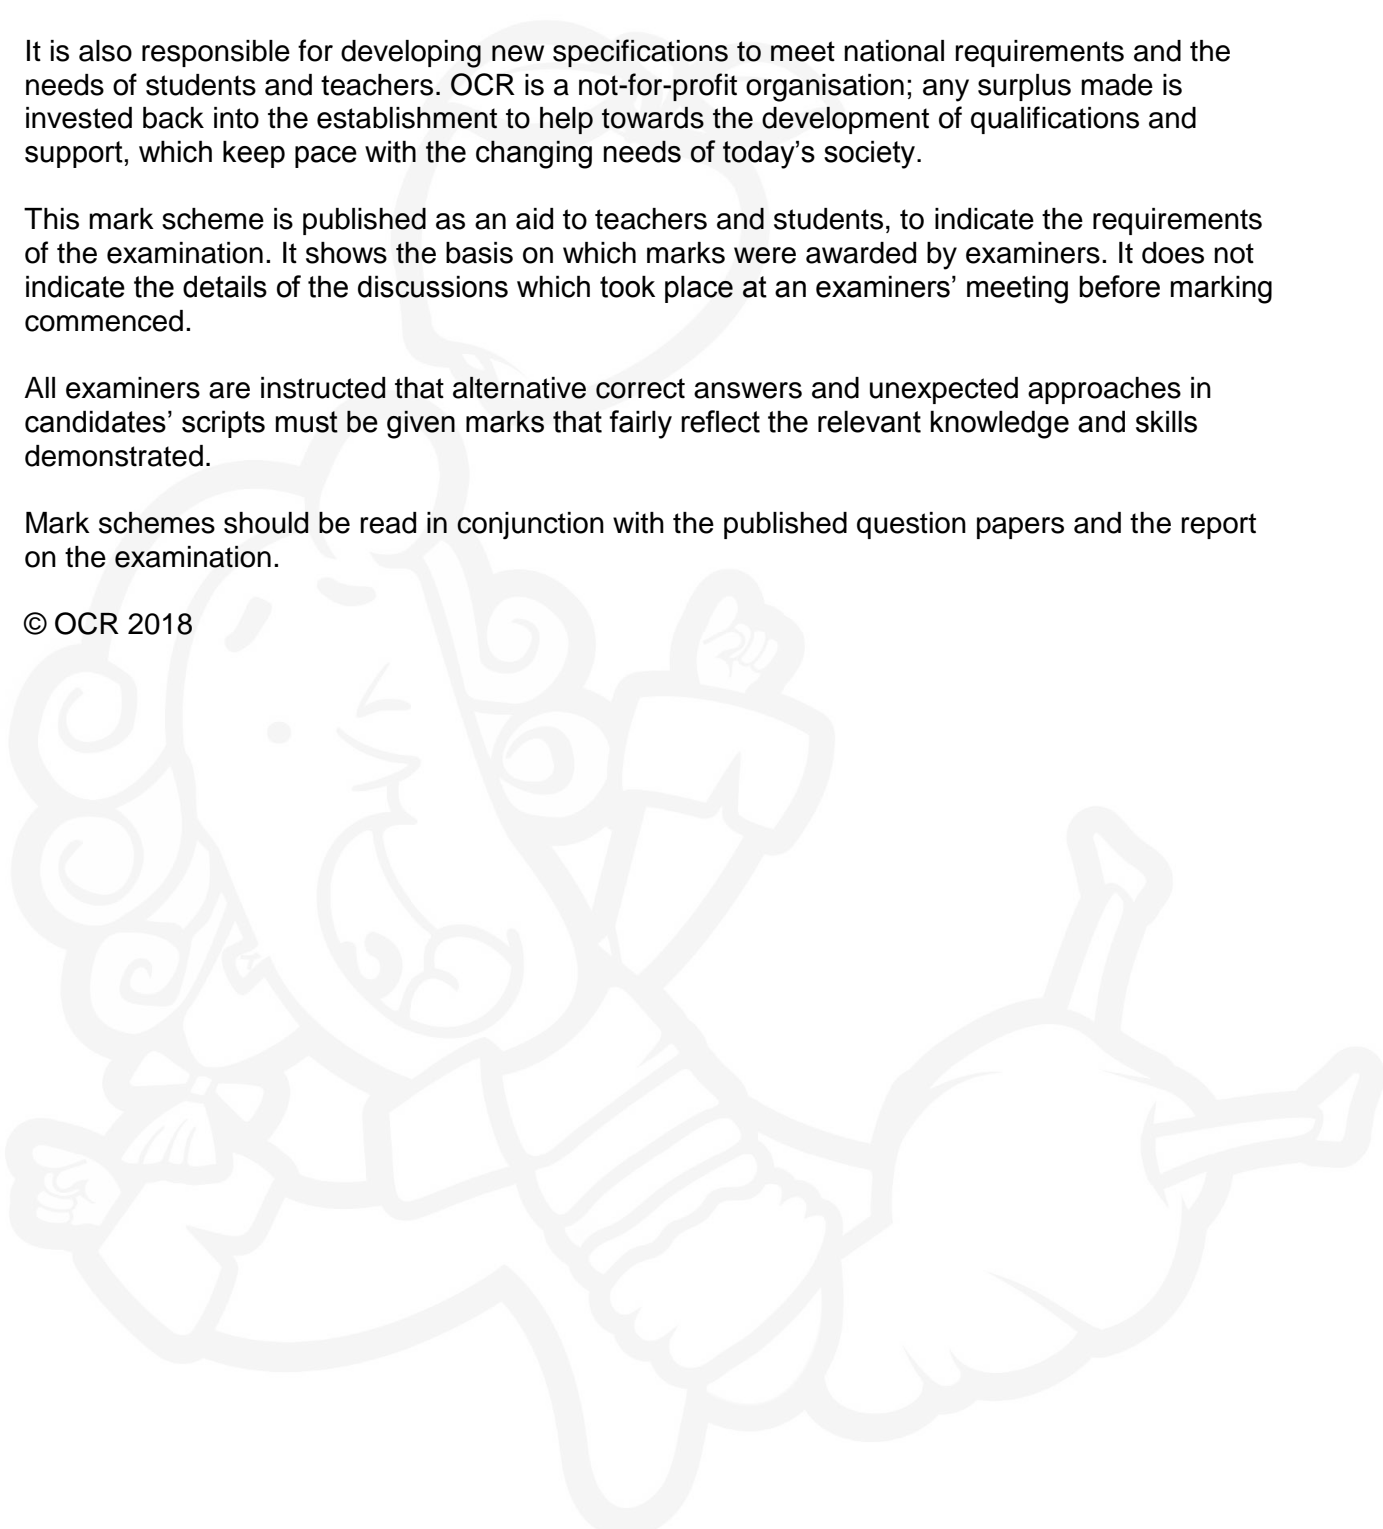 It is also responsible for developing new specifications to meet national requirements and the
needs of students and teachers. OCR is a not-for-profit organisation; any surplus made is
invested back into the establishment to help towards the development of qualifications and
support, which keep pace with the changing needs of today’s society.
This mark scheme is published as an aid to teachers and students, to indicate the requirements
of the examination. It shows the basis on which marks were awarded by examiners. It does not
indicate the details of the discussions which took place at an examiners’ meeting before marking
commenced.
All examiners are instructed that alternative correct answers and unexpected approaches in
candidates’ scripts must be given marks that fairly reflect the relevant knowledge and skills
demonstrated.
Mark schemes should be read in conjunction with the published question papers and the report
on the examination.
© OCR 2018